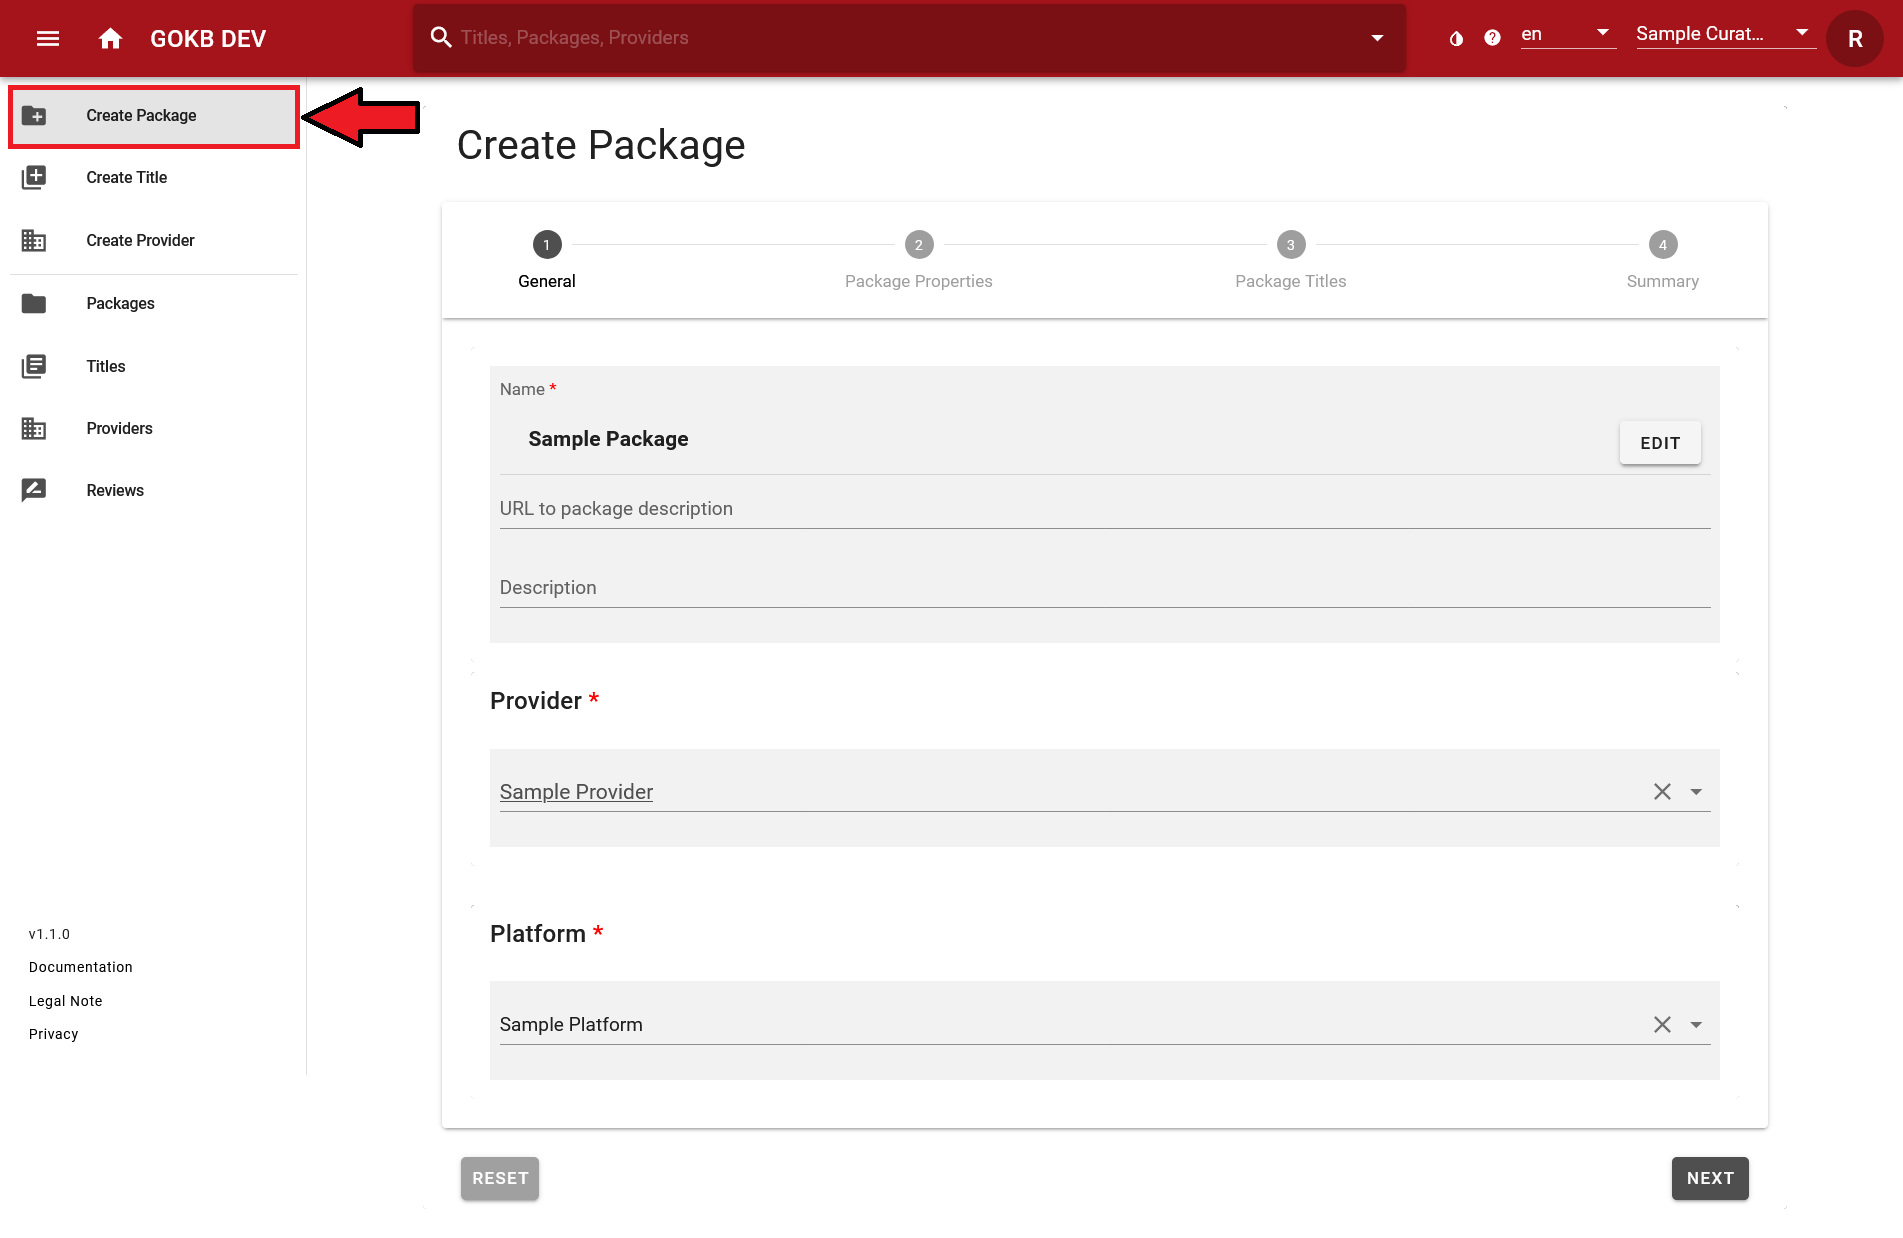 GOKB DEV
Titles, Packages, Providers
en
Sample Curat...
R
Create Package
Create Title
Create Provider
Packages
Titles
Providers
Reviews
v1.1.0
Documentation
Legal Note
Privacy
Create Package
1
2
3
4
General
Package Properties
Package Titles
Summary
Name *
Sample Package
EDIT
URL to package description
Description
Provider *
Sample Provider
Platform *
Sample Platform
RESET
NEXT